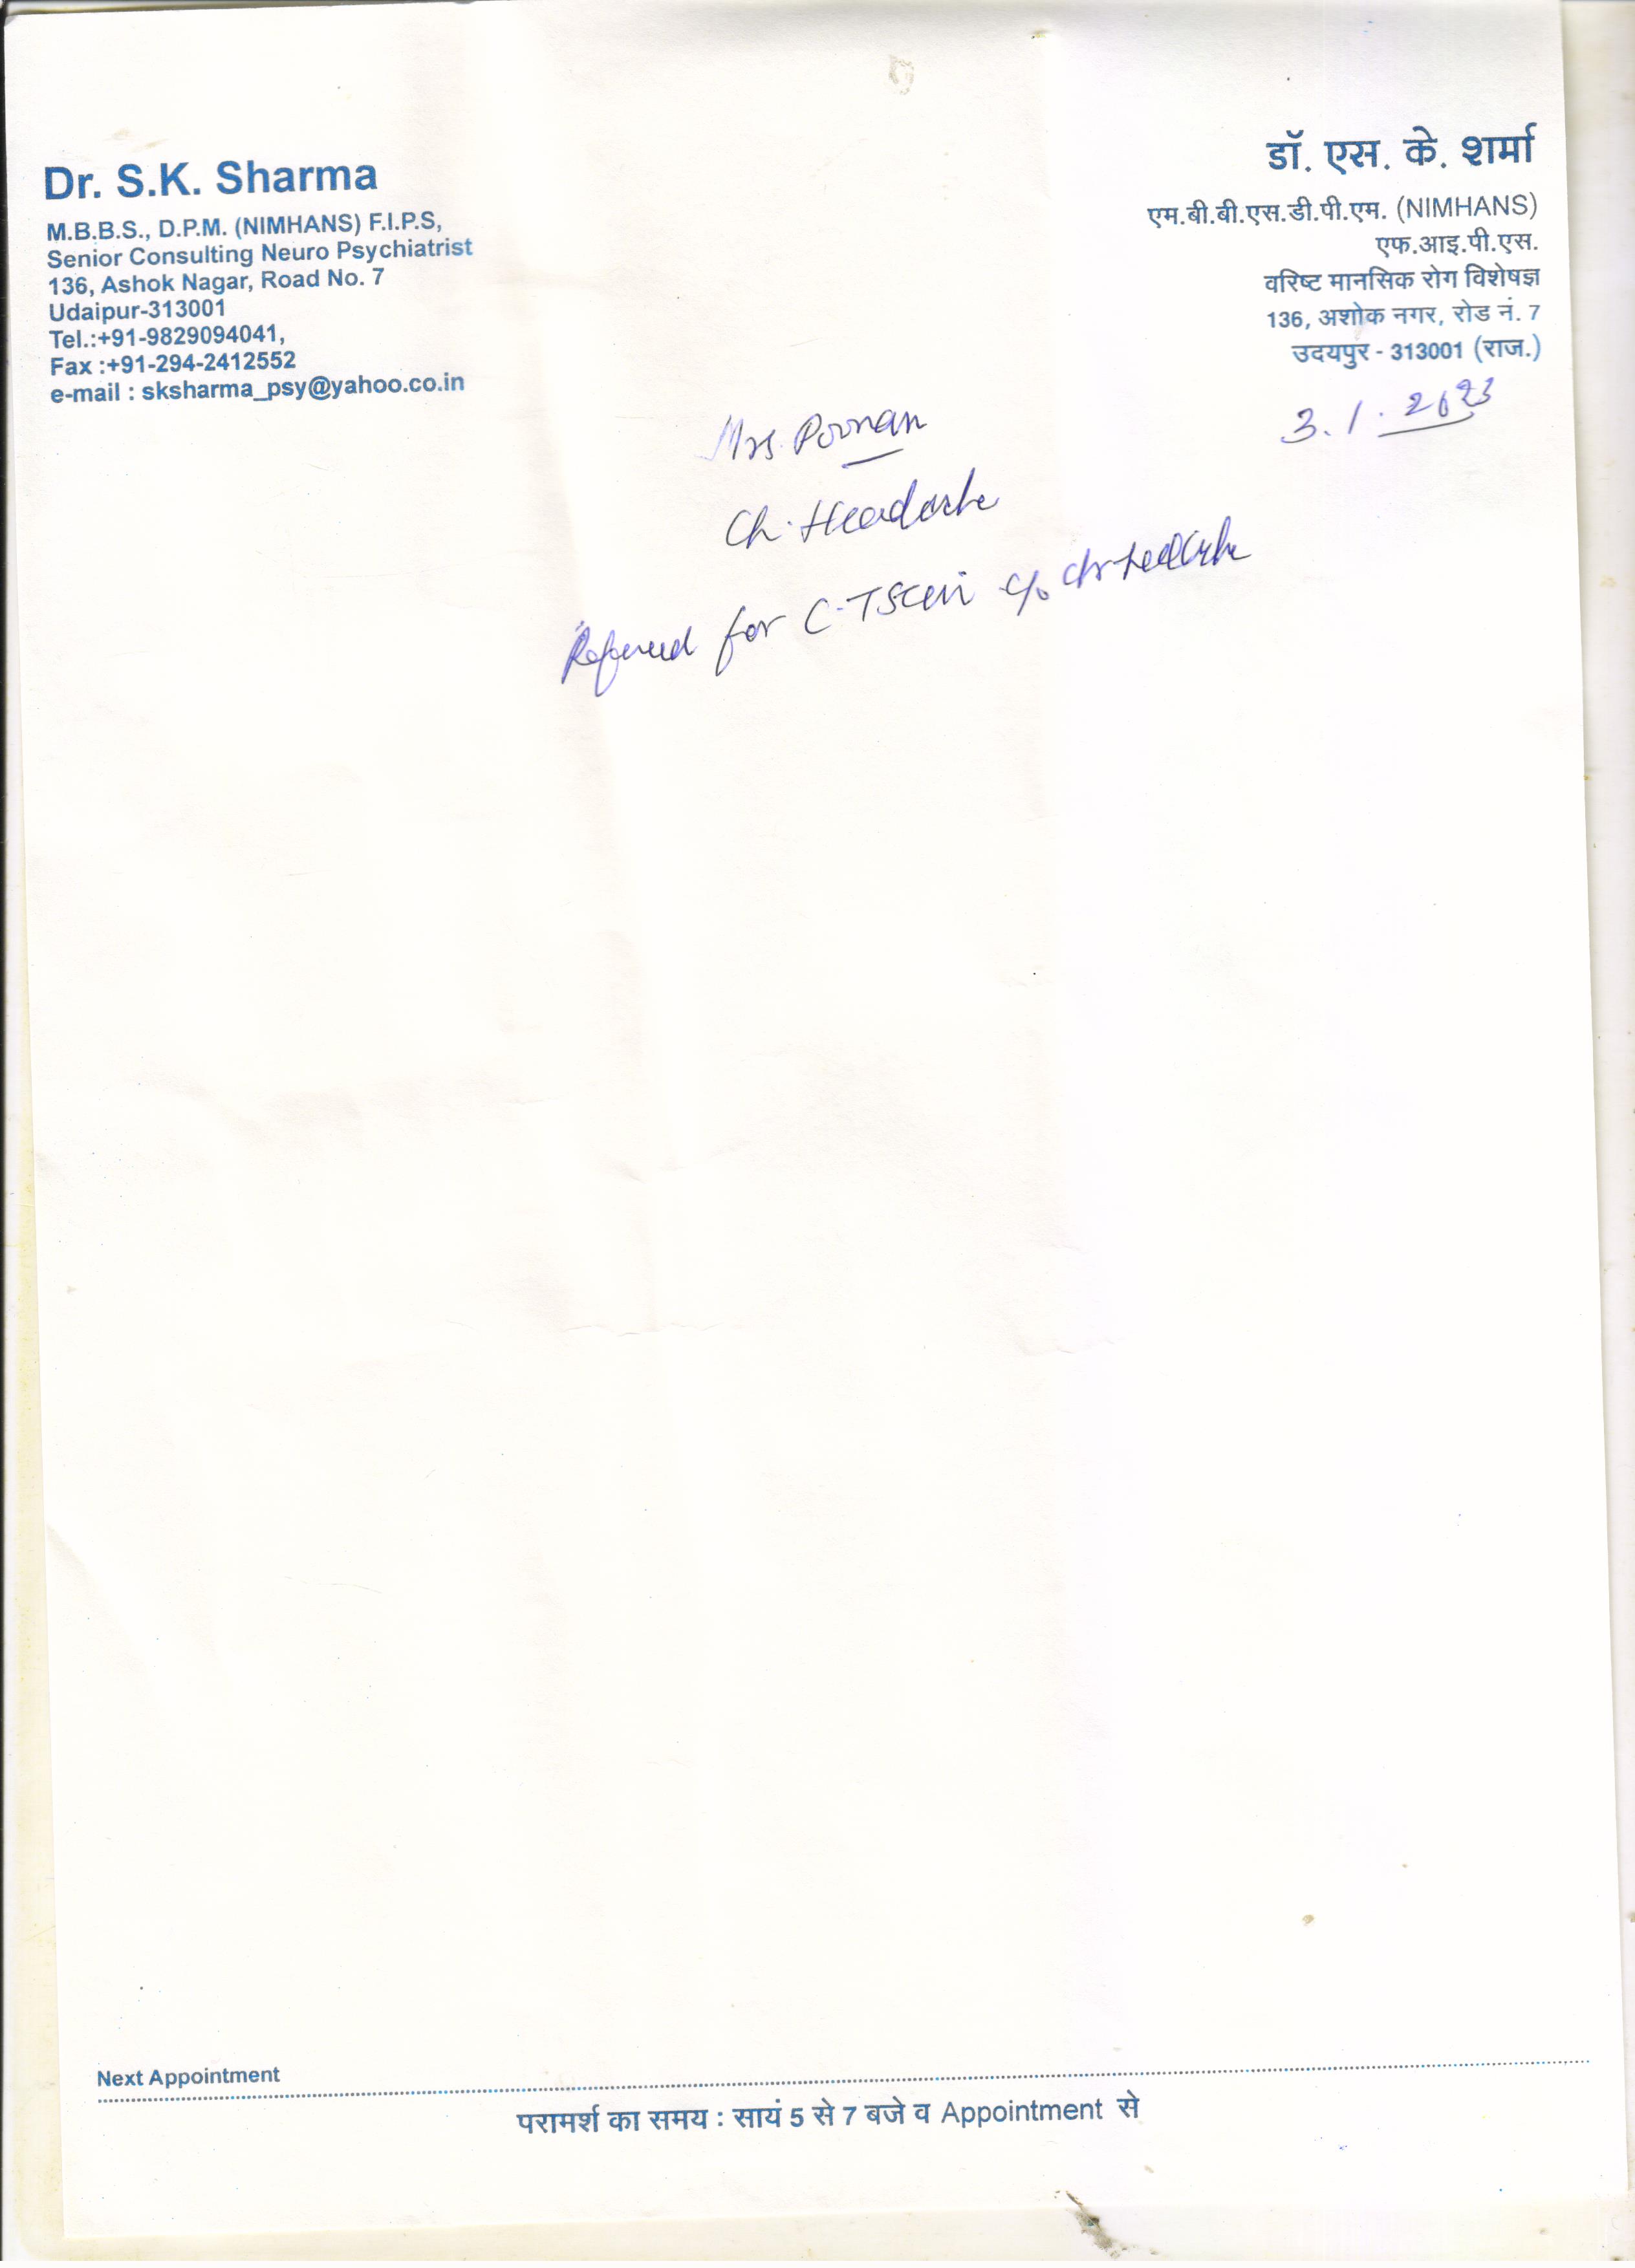 Dr. S.K. Sharma
M.B.B.S., D.P.M. (NIMHANS) F.I.P.S,
Senior Consulting Neuro Psychiatrist
136, Ashok Nagar, Road No. 7
Udaipur-313001
Tel.:+91-9829094041,
Fax :+91-294-2412552
e-mail : sksharma_psy@yahoo.co.in
डॉ. एस. के. शर्मा
एम.बी.बी.एस.डी.पी.एम. (NIMHANS)
एफ.आइ.पी.एस.
वरिष्ट मानसिक रोग विशेषज्ञ
136, अशोक नगर, रोड नं. 7
उदयपुर - 313001 (राज.)
3.1.2023
Mrs. Poonam
Ch. Headache
Refered for C.T Scan c/o
Next Appointment
परामर्श का समय : सायं 5 से 7 बजे व Appointment से